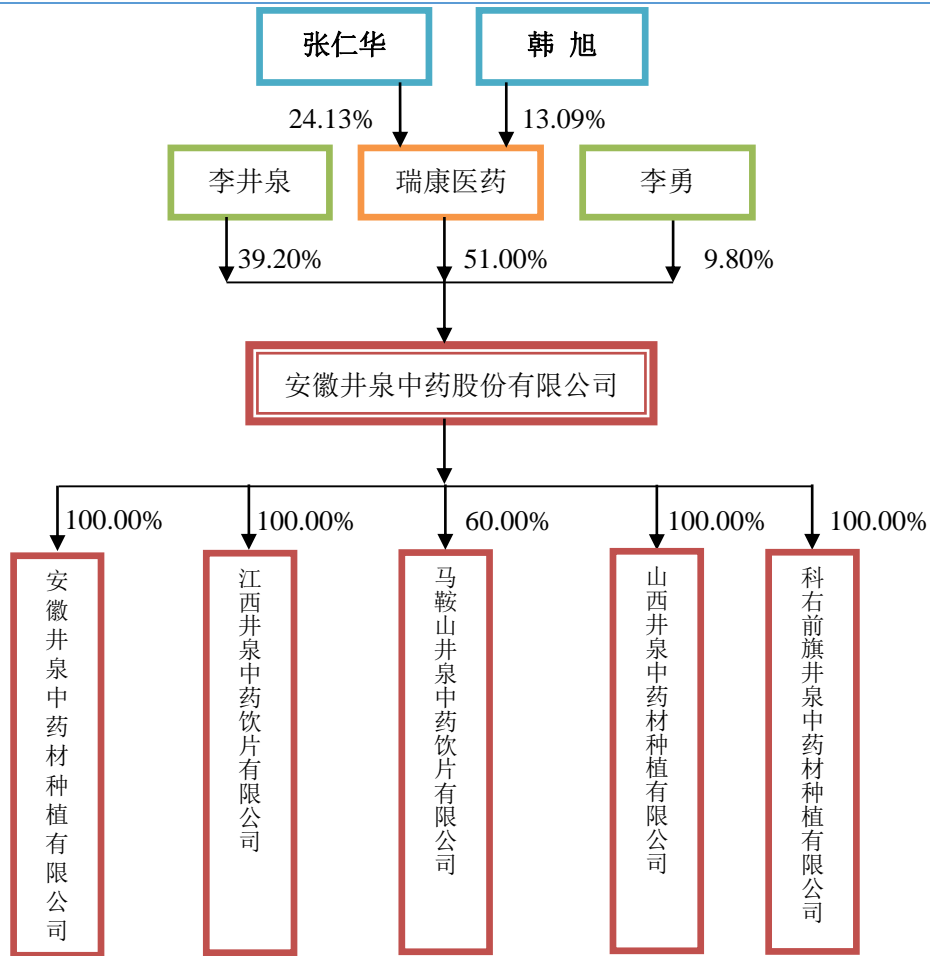 张仁华
韩 旭
24.13%
13.09%
李井泉
瑞康医药
李勇
39.20%
51.00%
9.80%
安徽井泉中药股份有限公司
100.00%
100.00%
60.00%
100.00%
100.00%
安徽井泉中药材种植有限公司
江西井泉中药饮片有限公司
马鞍山井泉中药饮片有限公司
山西井泉中药材种植有限公司
科右前旗井泉中药材种植有限公司